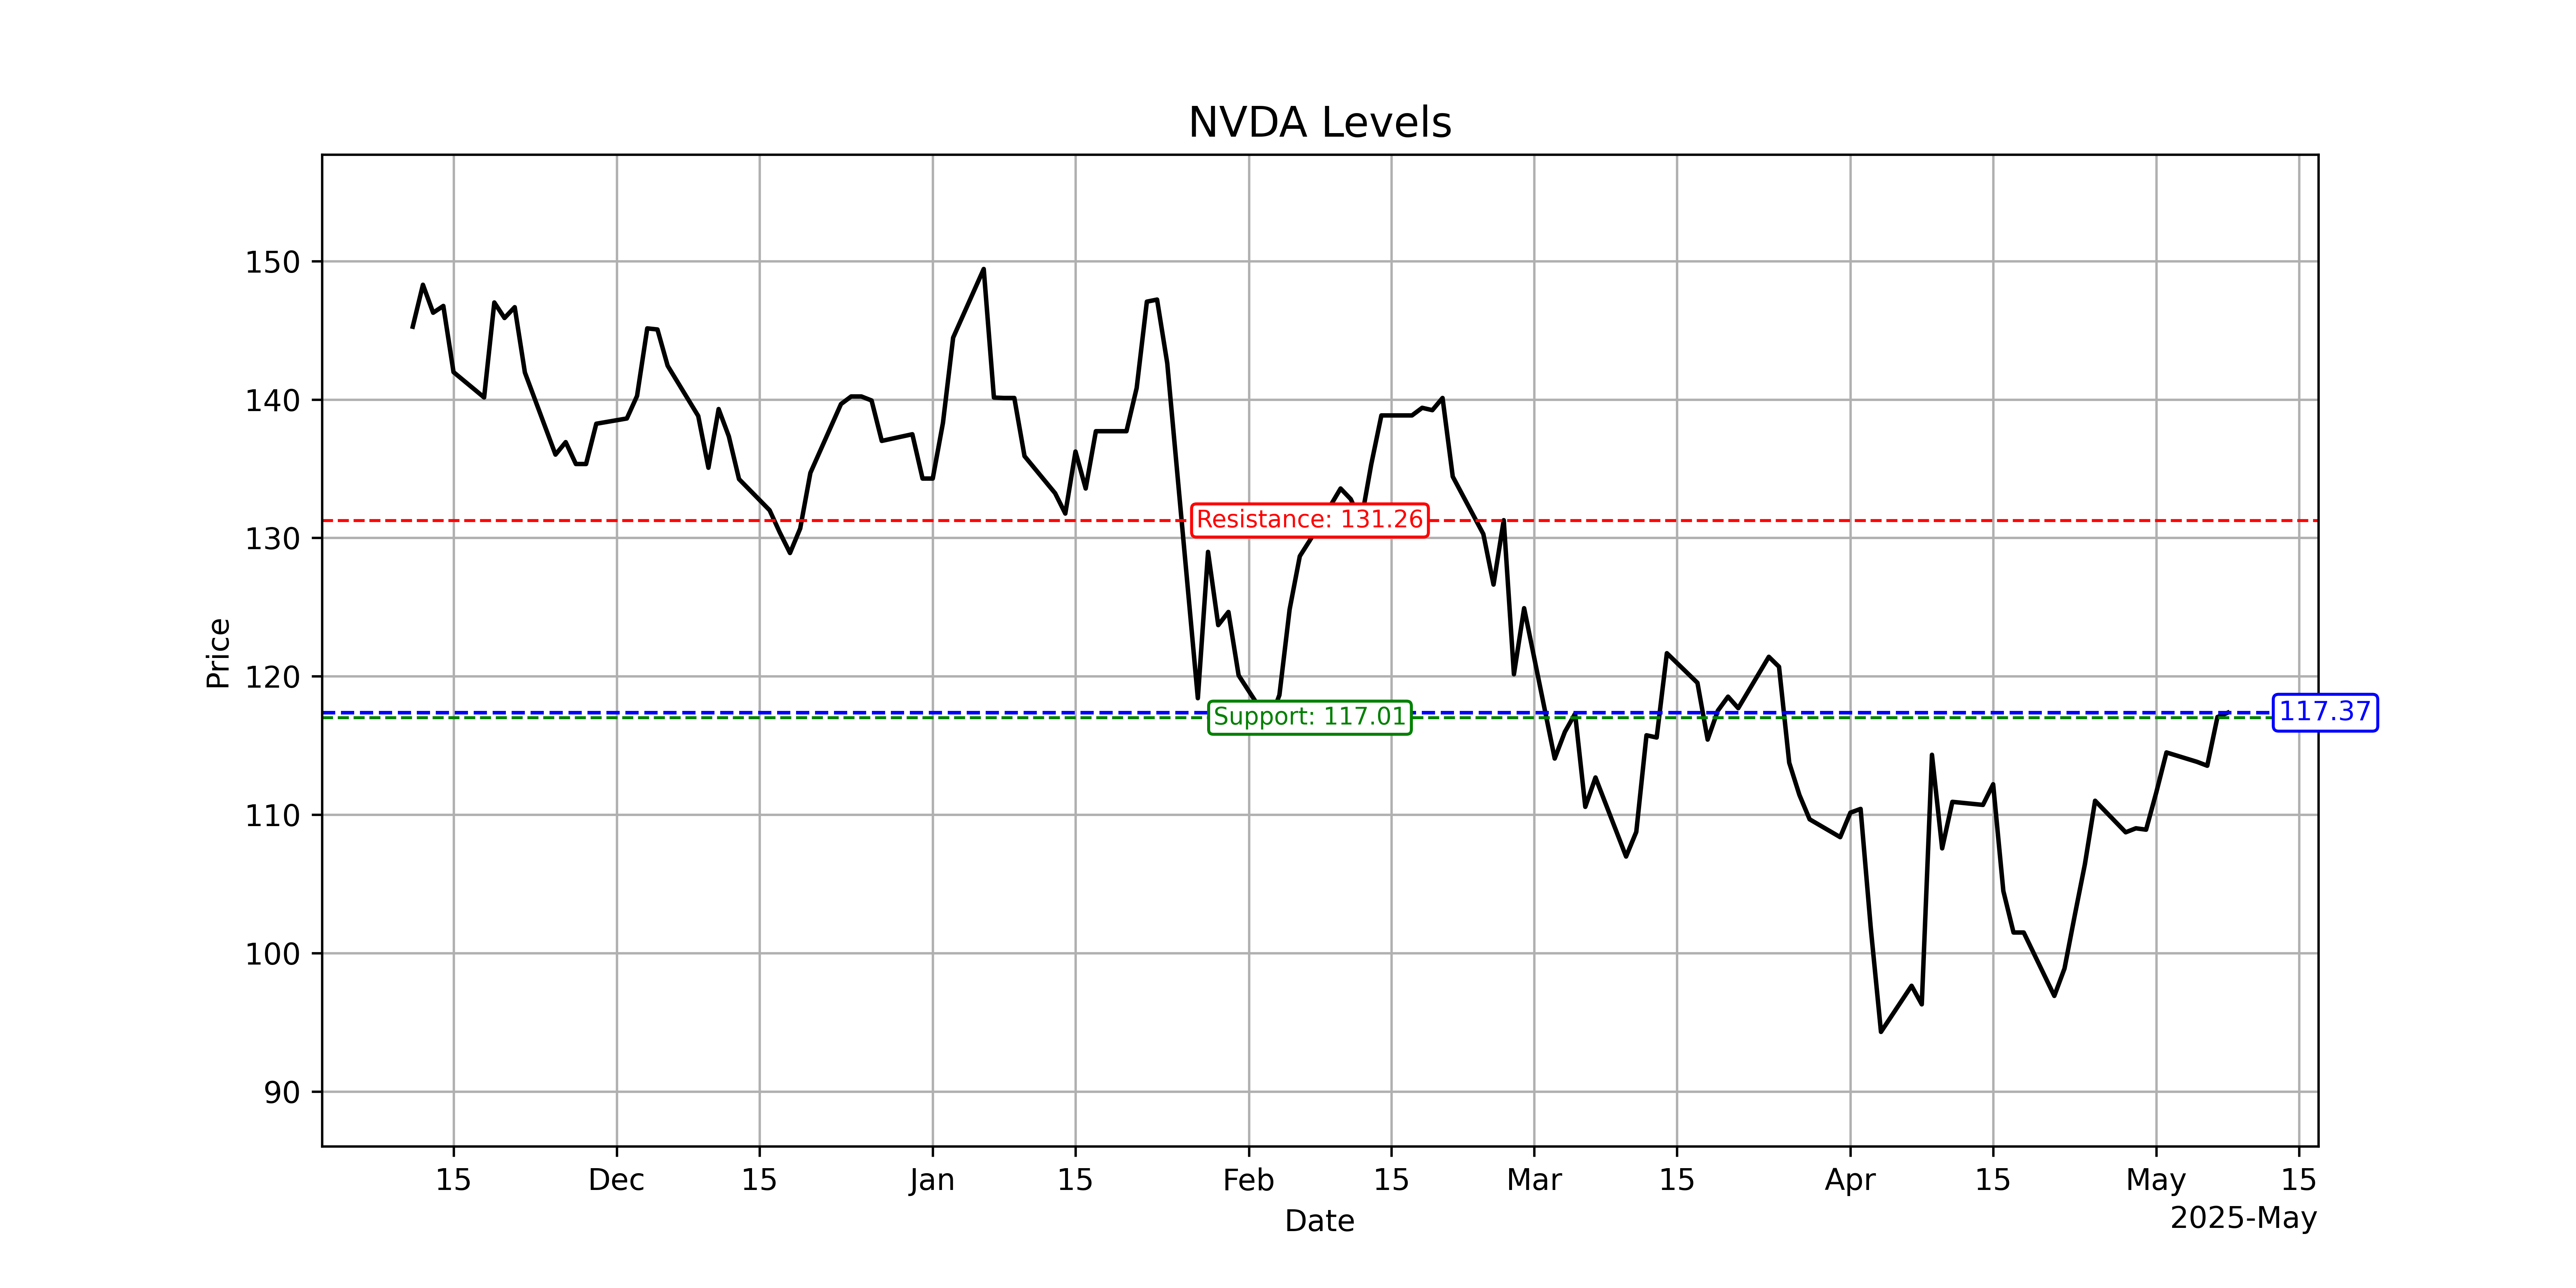 NVDA Levels
150
140
130
120
110
100
90
Price
Resistance: 131.26
Support: 117.01
117.37
15 Dec 15 Jan 15 Feb 15 Mar 15 Apr 15 May 15
Date
2025-May